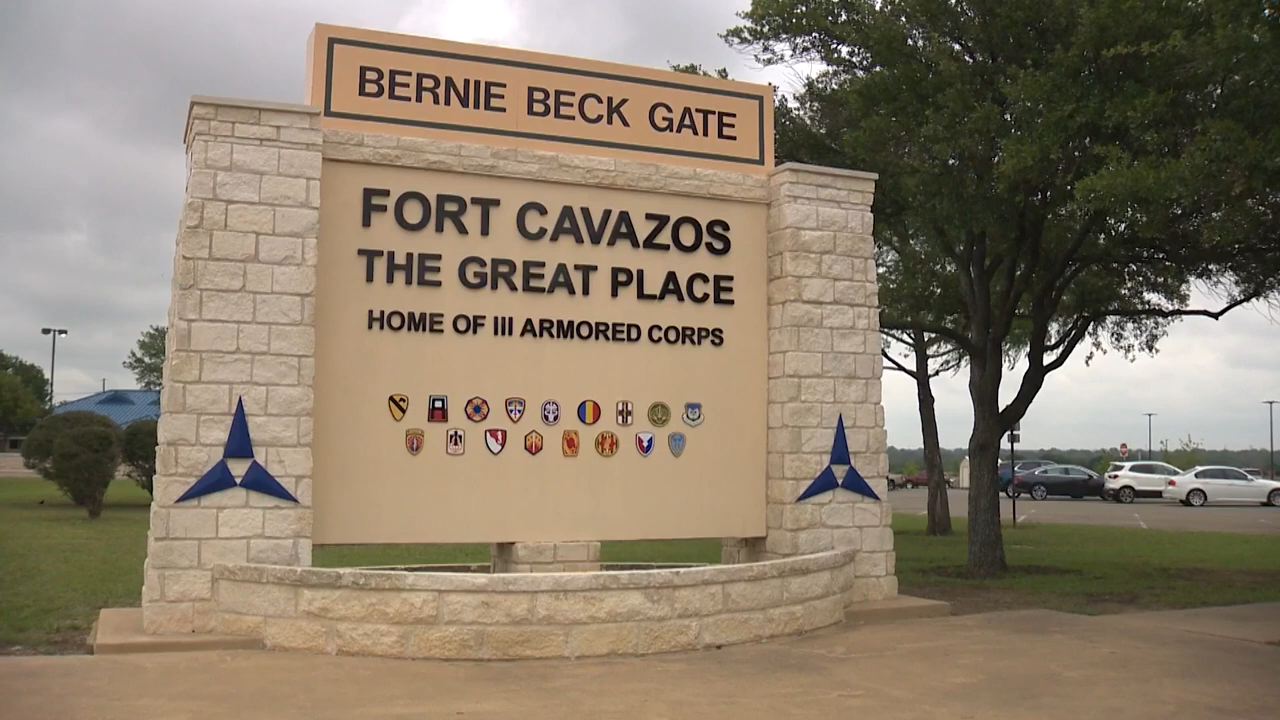 BERNIE BECK GATE
FORT CAVAZOS
THE GREAT PLACE
HOME OF III ARMORED CORPS